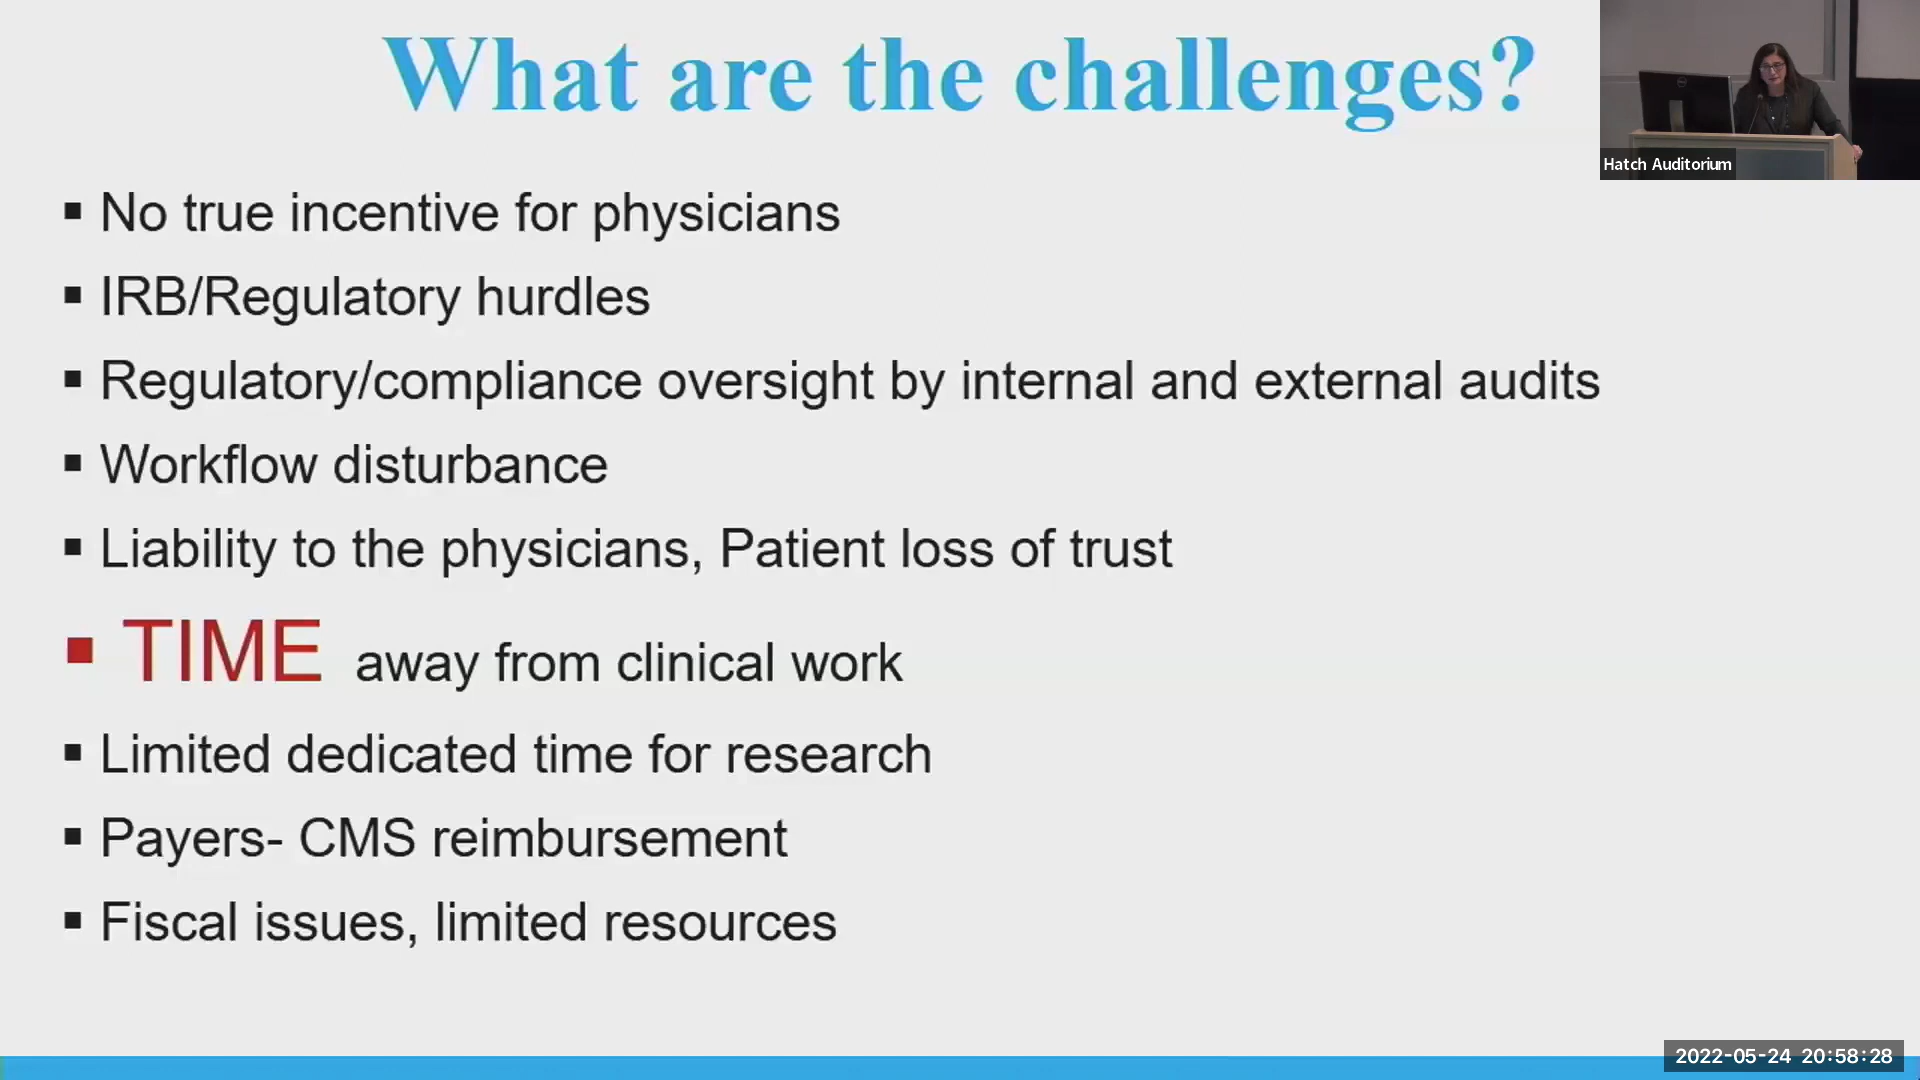 What are the challenges?
Hatch Auditorium
▪ No true incentive for physicians
▪ IRB/Regulatory hurdles
▪ Regulatory/compliance oversight by internal and external audits
▪ Workflow disturbance
▪ Liability to the physicians, Patient loss of trust
▪ TIME away from clinical work
▪ Limited dedicated time for research
▪ Payers- CMS reimbursement
▪ Fiscal issues, limited resources
2022-05-24 20:58:28